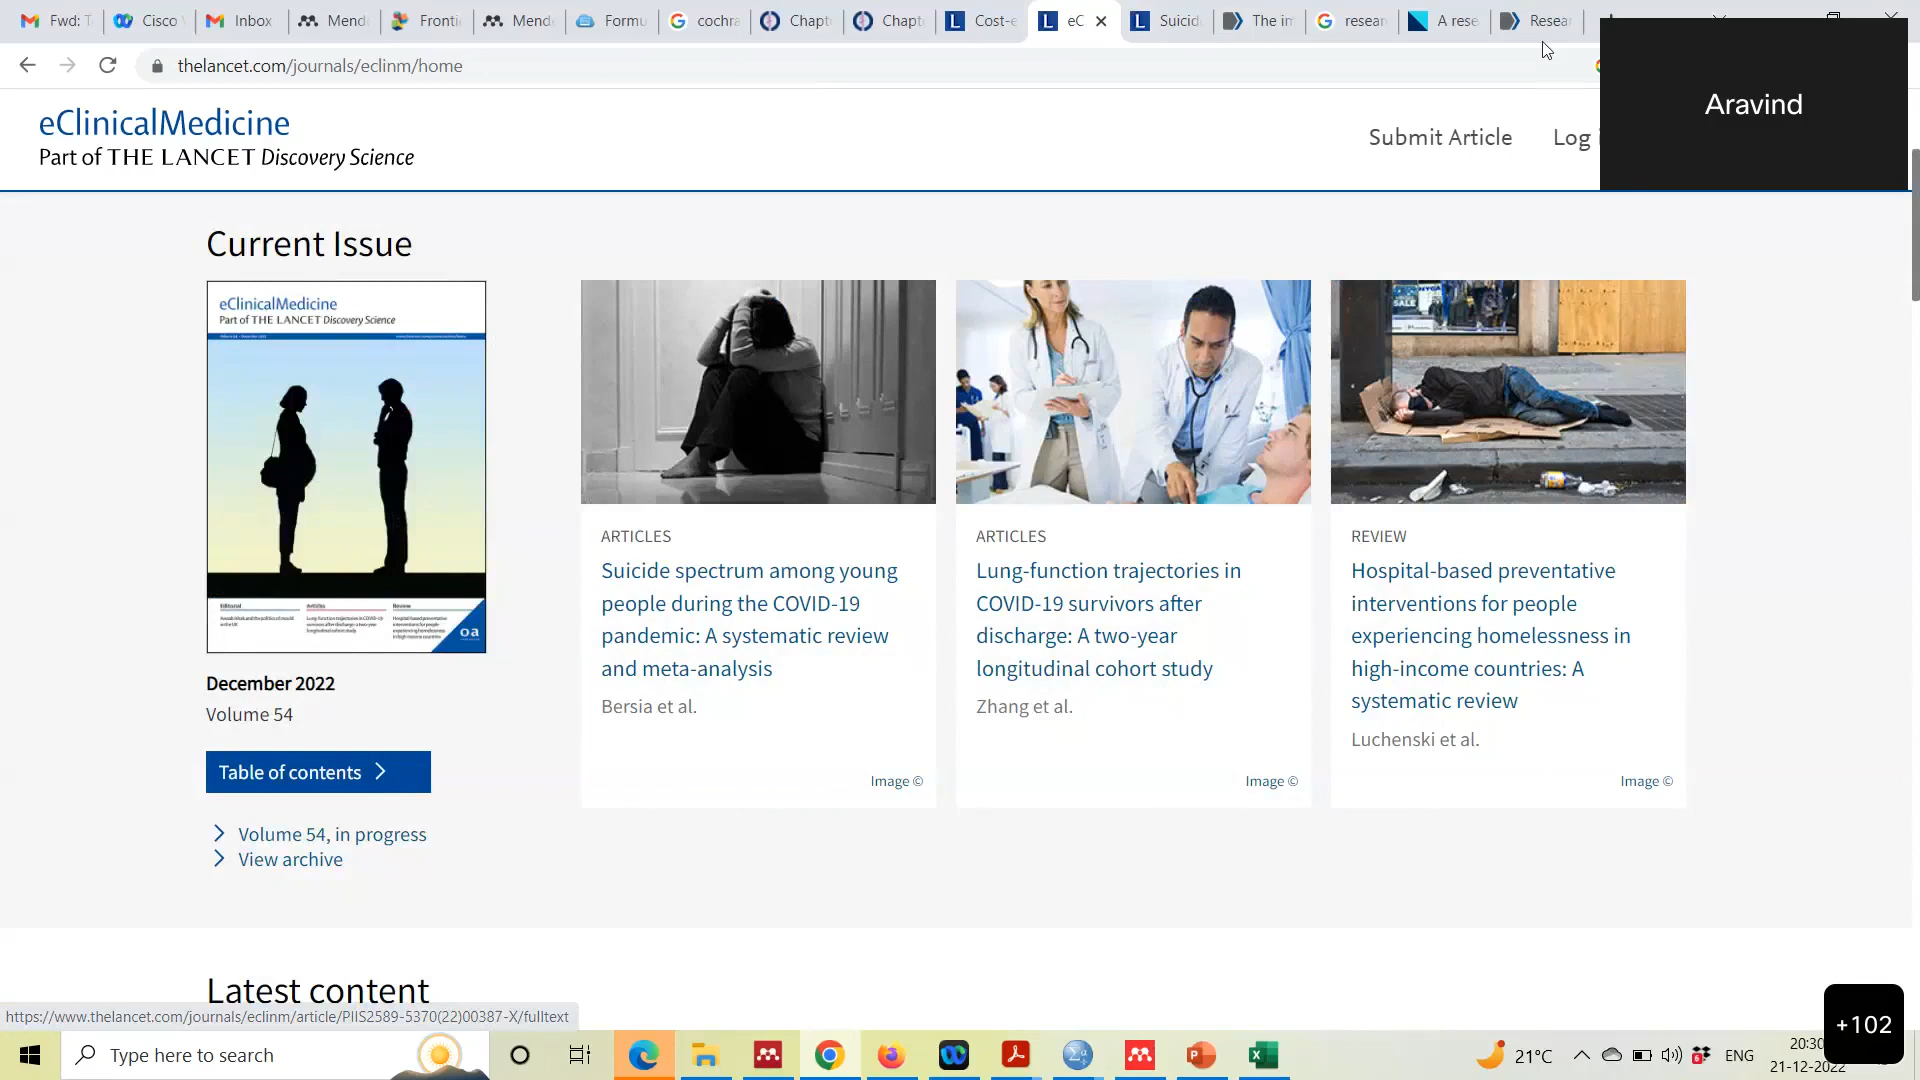 Fwd: T
Cisco
Inbox
Mend
Frontie
Mend
Formu
cochra
Chapt
Chapt
Cost-e
eC
Suicid
The im
resear
A rese
Resear
thelancet.com/journals/eclinm/home
Aravind
eClinicalMedicine
Part of THE LANCET Discovery Science
Submit Article
Log i
Current Issue
eClinicalMedicine
Part of THE LANCET Discovery Science
Editorial
Articles
Review
oa
December 2022
Volume 54
Table of contents
Volume 54, in progress
View archive
SALE
ARTICLES
Suicide spectrum among young
people during the COVID-19
pandemic: A systematic review
and meta-analysis
Bersia et al.
Image ©
ARTICLES
Lung-function trajectories in
COVID-19 survivors after
discharge: A two-year
longitudinal cohort study
Zhang et al.
Image ©
REVIEW
Hospital-based preventative
interventions for people
experiencing homelessness in
high-income countries: A
systematic review
Luchenski et al.
Image ©
Latest content
https://www.thelancet.com/journals/eclinm/article/PIIS2589-5370(22)00387-X/fulltext
+102
Type here to search
21°C
ENG
20:30
21-12-2022